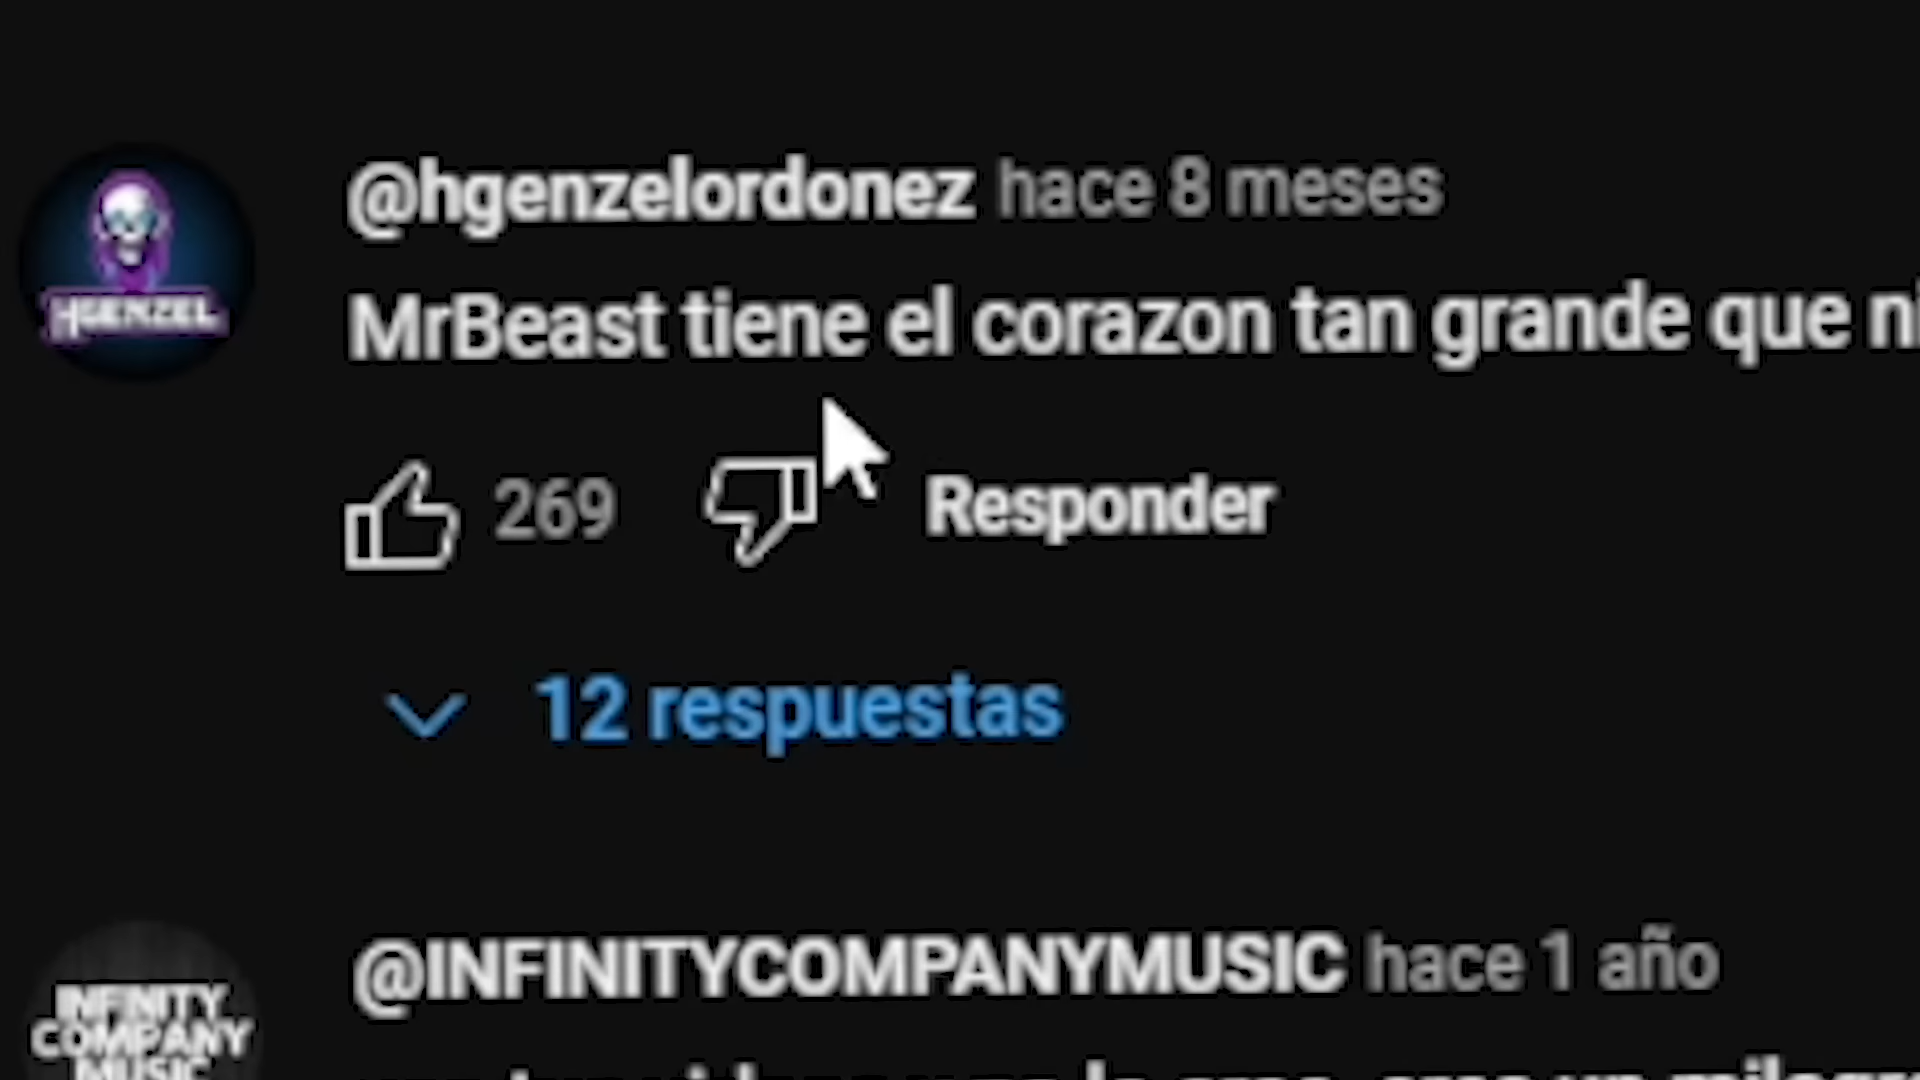 @hgenzelordonez hace 8 meses
HGENZEL
MrBeast tiene el corazon tan grande que
269
Responder
12 respuestas
@INFINITYCOMPANYMUSIC hace 1 año
INFINITY
COMPANY
MUSIC